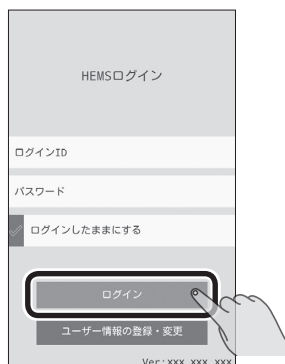 HEMSログイン
ログインID
パスワード
ログインしたままにする
ログイン
ユーザー情報の登録・変更
Ver:xxx.xxx.xxx